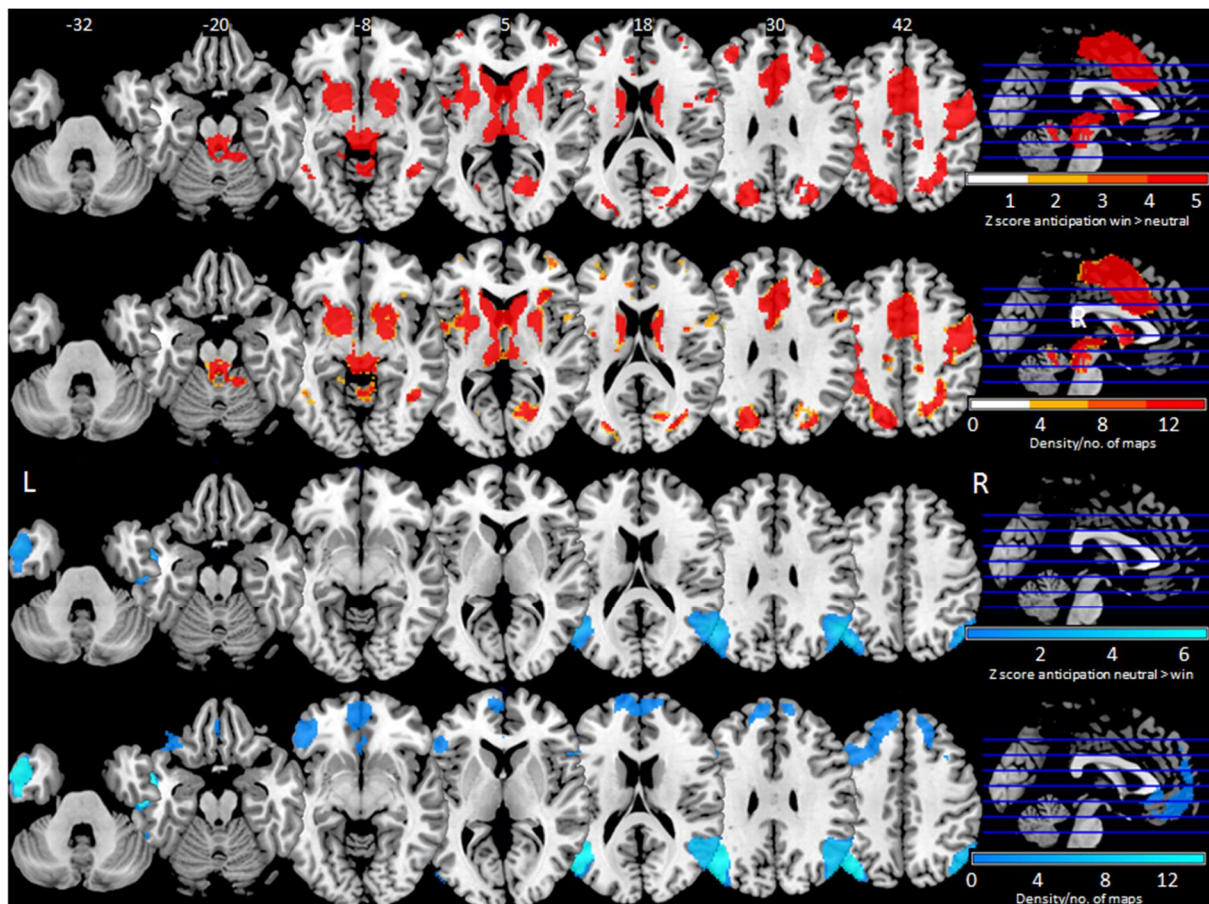 -32 -20 -8 5 18 30 42
1 2 3 4 5
Z score anticipation win > neutral
R
0 4 8 12
Density/no. of maps
L R
2 4 6
Z score anticipation neutral > win
0 4 8 12
Density/no. of maps